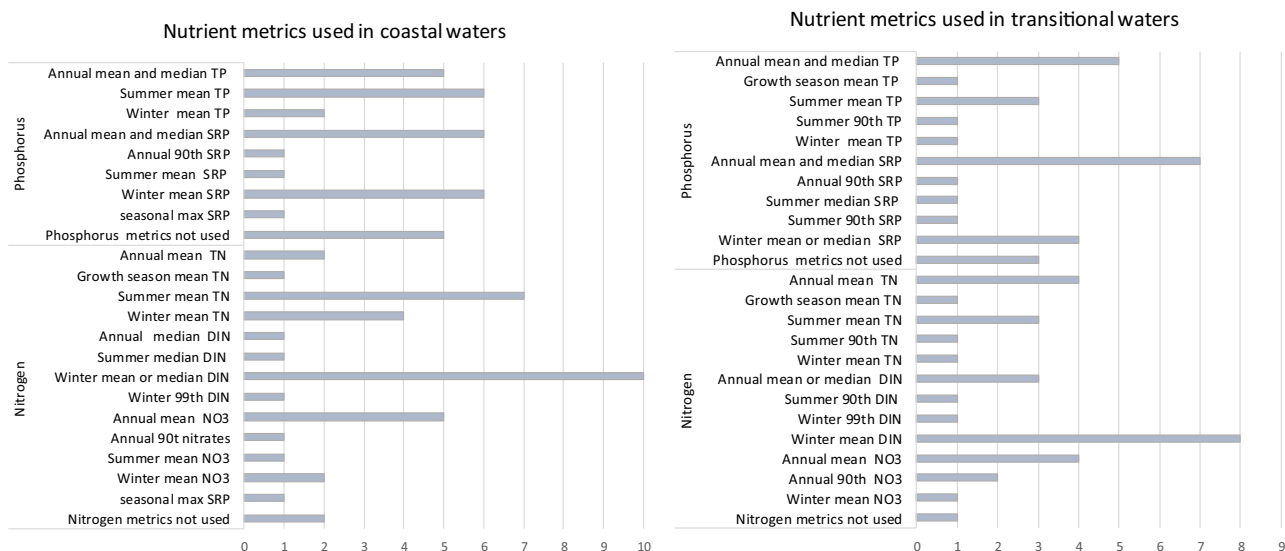 Nutrient metrics used in coastal waters
Phosphorus
Annual mean and median TP
Summer mean TP
Winter mean TP
Annual mean and median SRP
Annual 90th SRP
Summer mean SRP
Winter mean SRP
seasonal max SRP
Phosphorus metrics not used
Nitrogen
Annual mean TN
Growth season mean TN
Summer mean TN
Winter mean TN
Annual median DIN
Summer median DIN
Winter mean or median DIN
Winter 99th DIN
Annual mean NO3
Annual 90t nitrates
Summer mean NO3
Winter mean NO3
seasonal max SRP
Nitrogen metrics not used
0 1 2 3 4 5 6 7 8 9 10
Nutrient metrics used in transitional waters
Phosphorus
Annual mean and median TP
Growth season mean TP
Summer mean TP
Summer 90th TP
Winter mean TP
Annual mean and median SRP
Annual 90th SRP
Summer median SRP
Summer 90th SRP
Winter mean or median SRP
Phosphorus metrics not used
Nitrogen
Annual mean TN
Growth season mean TN
Summer mean TN
Summer 90th TN
Winter mean TN
Annual mean or median DIN
Summer 90th DIN
Winter 99th DIN
Winter mean DIN
Annual mean NO3
Annual 90th NO3
Winter mean NO3
Nitrogen metrics not used
0 1 2 3 4 5 6 7 8 9